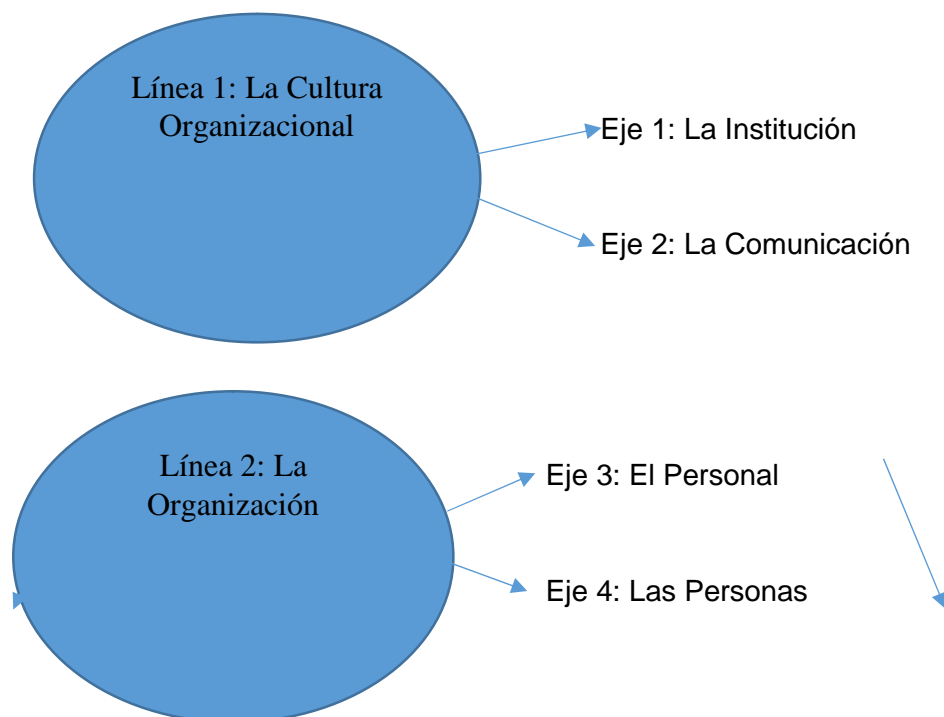 Línea 1: La Cultura
Organizacional
Eje 1: La Institución
Eje 2: La Comunicación
Línea 2: La
Organización
Eje 3: El Personal
Eje 4: Las Personas